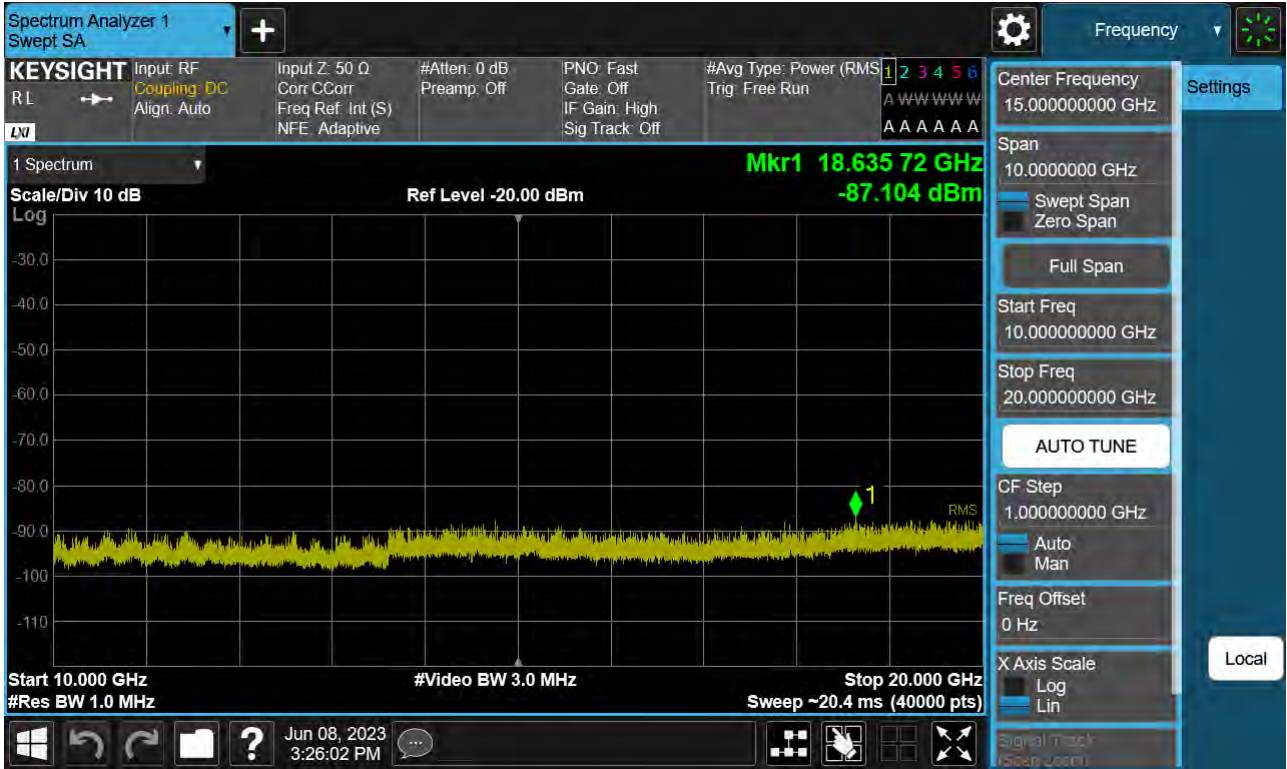 Spectrum Analyzer 1
Swept SA
Frequency
KEYSIGHT
R L
LXI
Input: RF
Coupling: DC
Align: Auto
Input Z: 50 Ω
Corr CCorr
Freq Ref: Int (S)
NFE: Adaptive
#Atten: 0 dB
Preamp: Off
PNO: Fast
Gate: Off
IF Gain: High
Sig Track: Off
#Avg Type: Power (RMS
Trig: Free Run
1 2 3 4 5 6
A W W W W W
A A A A A A
1 Spectrum
Mkr1 18.635 72 GHz
-87.104 dBm
Scale/Div 10 dB
Ref Level -20.00 dBm
Log
-30.0
-40.0
-50.0
-60.0
-70.0
-80.0
-90.0
-100
-110
1
RMS
Start 10.000 GHz
#Video BW 3.0 MHz
Stop 20.000 GHz
#Res BW 1.0 MHz
Sweep ~20.4 ms (40000 pts)
Jun 08, 2023
3:26:02 PM
?
Center Frequency
15.000000000 GHz
Settings
Span
10.0000000 GHz
Swept Span
Zero Span
Full Span
Start Freq
10.000000000 GHz
Stop Freq
20.000000000 GHz
AUTO TUNE
CF Step
1.000000000 GHz
Auto
Man
Freq Offset
0 Hz
X Axis Scale
Log
Lin
Local
Signal Track
(Span Zoom)